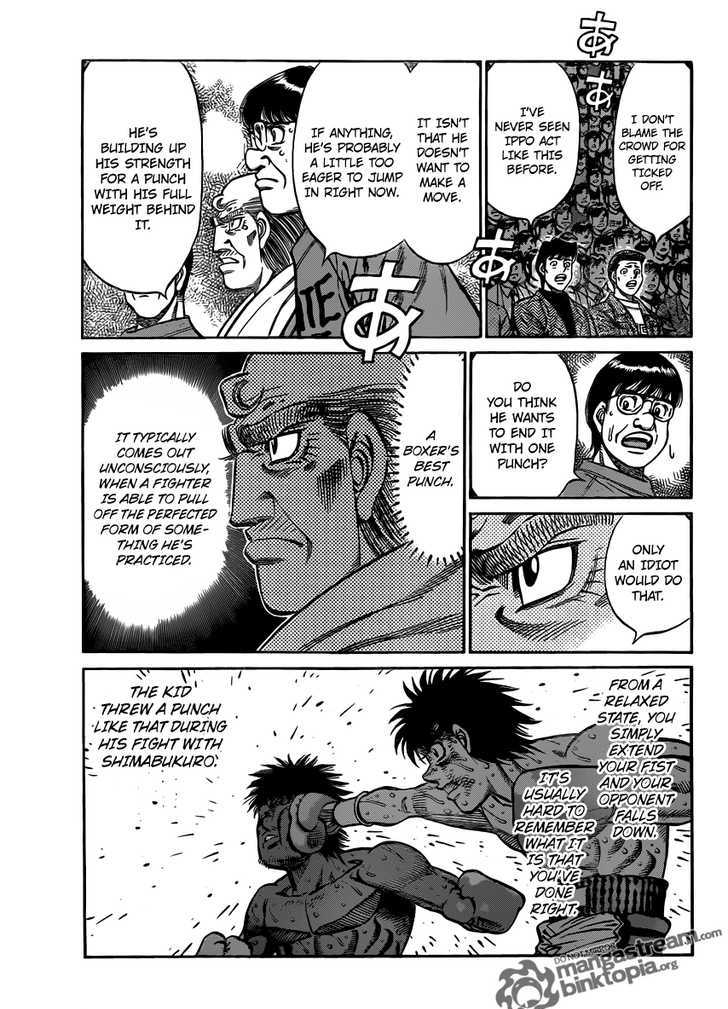 あ
あ
I DON'T
BLAME THE
CROWD FOR
GETTING
TICKED
OFF.
I'VE
NEVER SEEN
IPPO ACT
LIKE THIS
BEFORE.
あ
IT ISN'T
THAT HE
DOESN'T
WANT TO
MAKE A
MOVE.
IF ANYTHING,
HE'S PROBABLY
A LITTLE TOO
EAGER TO JUMP
IN RIGHT NOW.
HE'S
BUILDING UP
HIS STRENGTH
FOR A PUNCH
WITH HIS FULL
WEIGHT BEHIND
IT.
TE
あ
DO
YOU THINK
HE WANTS
TO END IT
WITH ONE
PUNCH?
ONLY
AN IDIOT
WOULD DO
THAT.
A
BOXER'S
BEST
PUNCH.
IT TYPICALLY
COMES OUT
UNCONSCIOUSLY,
WHEN A FIGHTER
IS ABLE TO PULL
OFF THE PERFECTED
FORM OF SOME-
THING HE'S
PRACTICED.
FROM A
RELAXED
STATE, YOU
SIMPLY
EXTEND
YOUR FIST
AND YOUR
OPPONENT
FALLS
DOWN.
IT'S
USUALLY
HARD TO
REMEMBER
WHAT IT
IS THAT
YOU'VE
DONE
RIGHT.
THE KID
THREW A PUNCH
LIKE THAT DURING
HIS FIGHT WITH
SHIMABUKURO.
DO NOT MIRROR
mangastream.com
binktopia.org